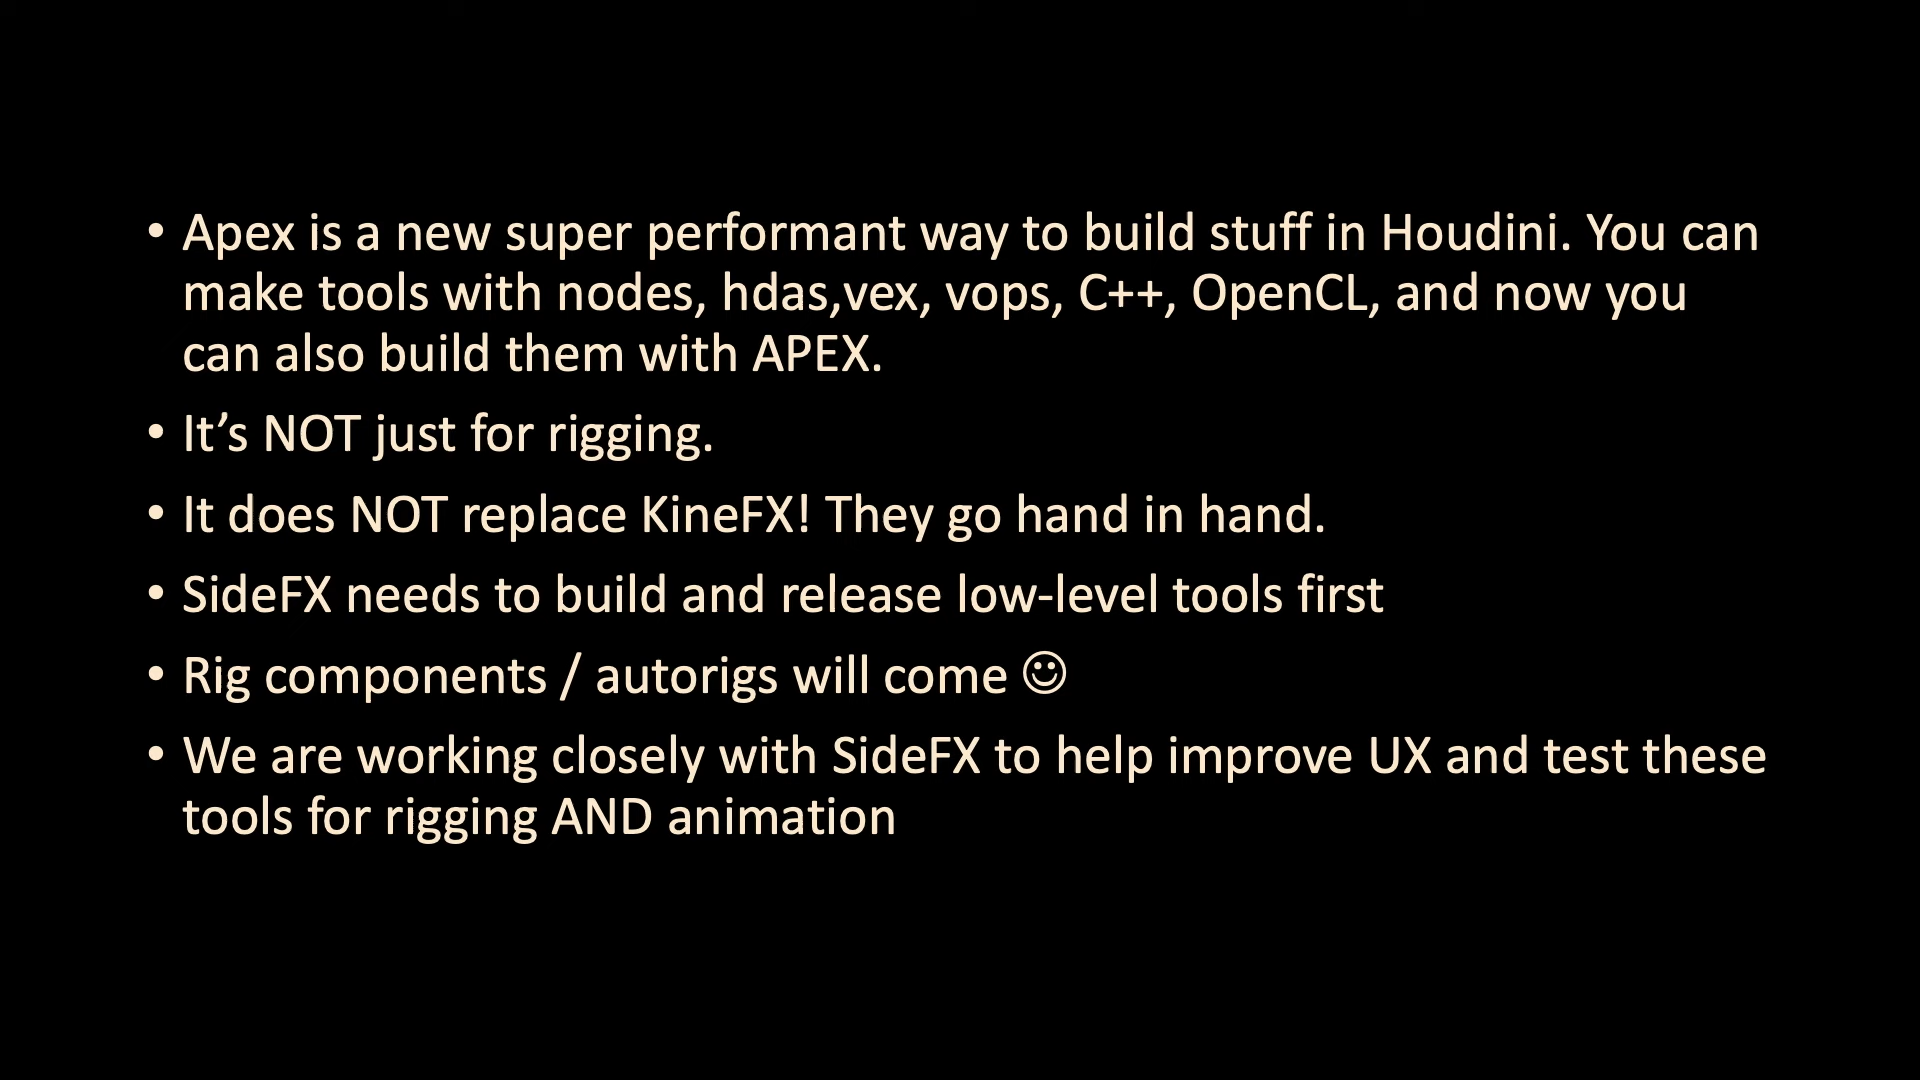 • Apex is a new super performant way to build stuff in Houdini. You can
make tools with nodes, hdas,vex, vops, C++, OpenCL, and now you
can also build them with APEX.
• It’s NOT just for rigging.
• It does NOT replace KineFX! They go hand in hand.
• SideFX needs to build and release low-level tools first
• Rig components / autorigs will come ☺
• We are working closely with SideFX to help improve UX and test these
tools for rigging AND animation